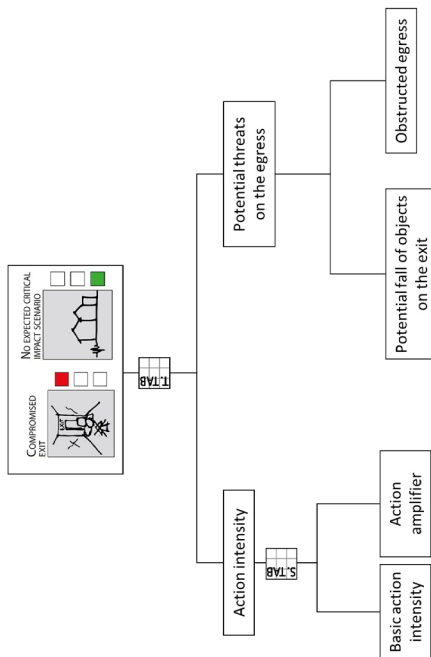 COMPROMISED
EXIT
EXIT
NO EXPECTED CRITICAL
IMPACT SCENARIO
T. TAB
Action intensity
Potential threats
on the egress
S. TAB
Basic action
intensity
Action
amplifier
Potential fall of objects
on the exit
Obstructed egress